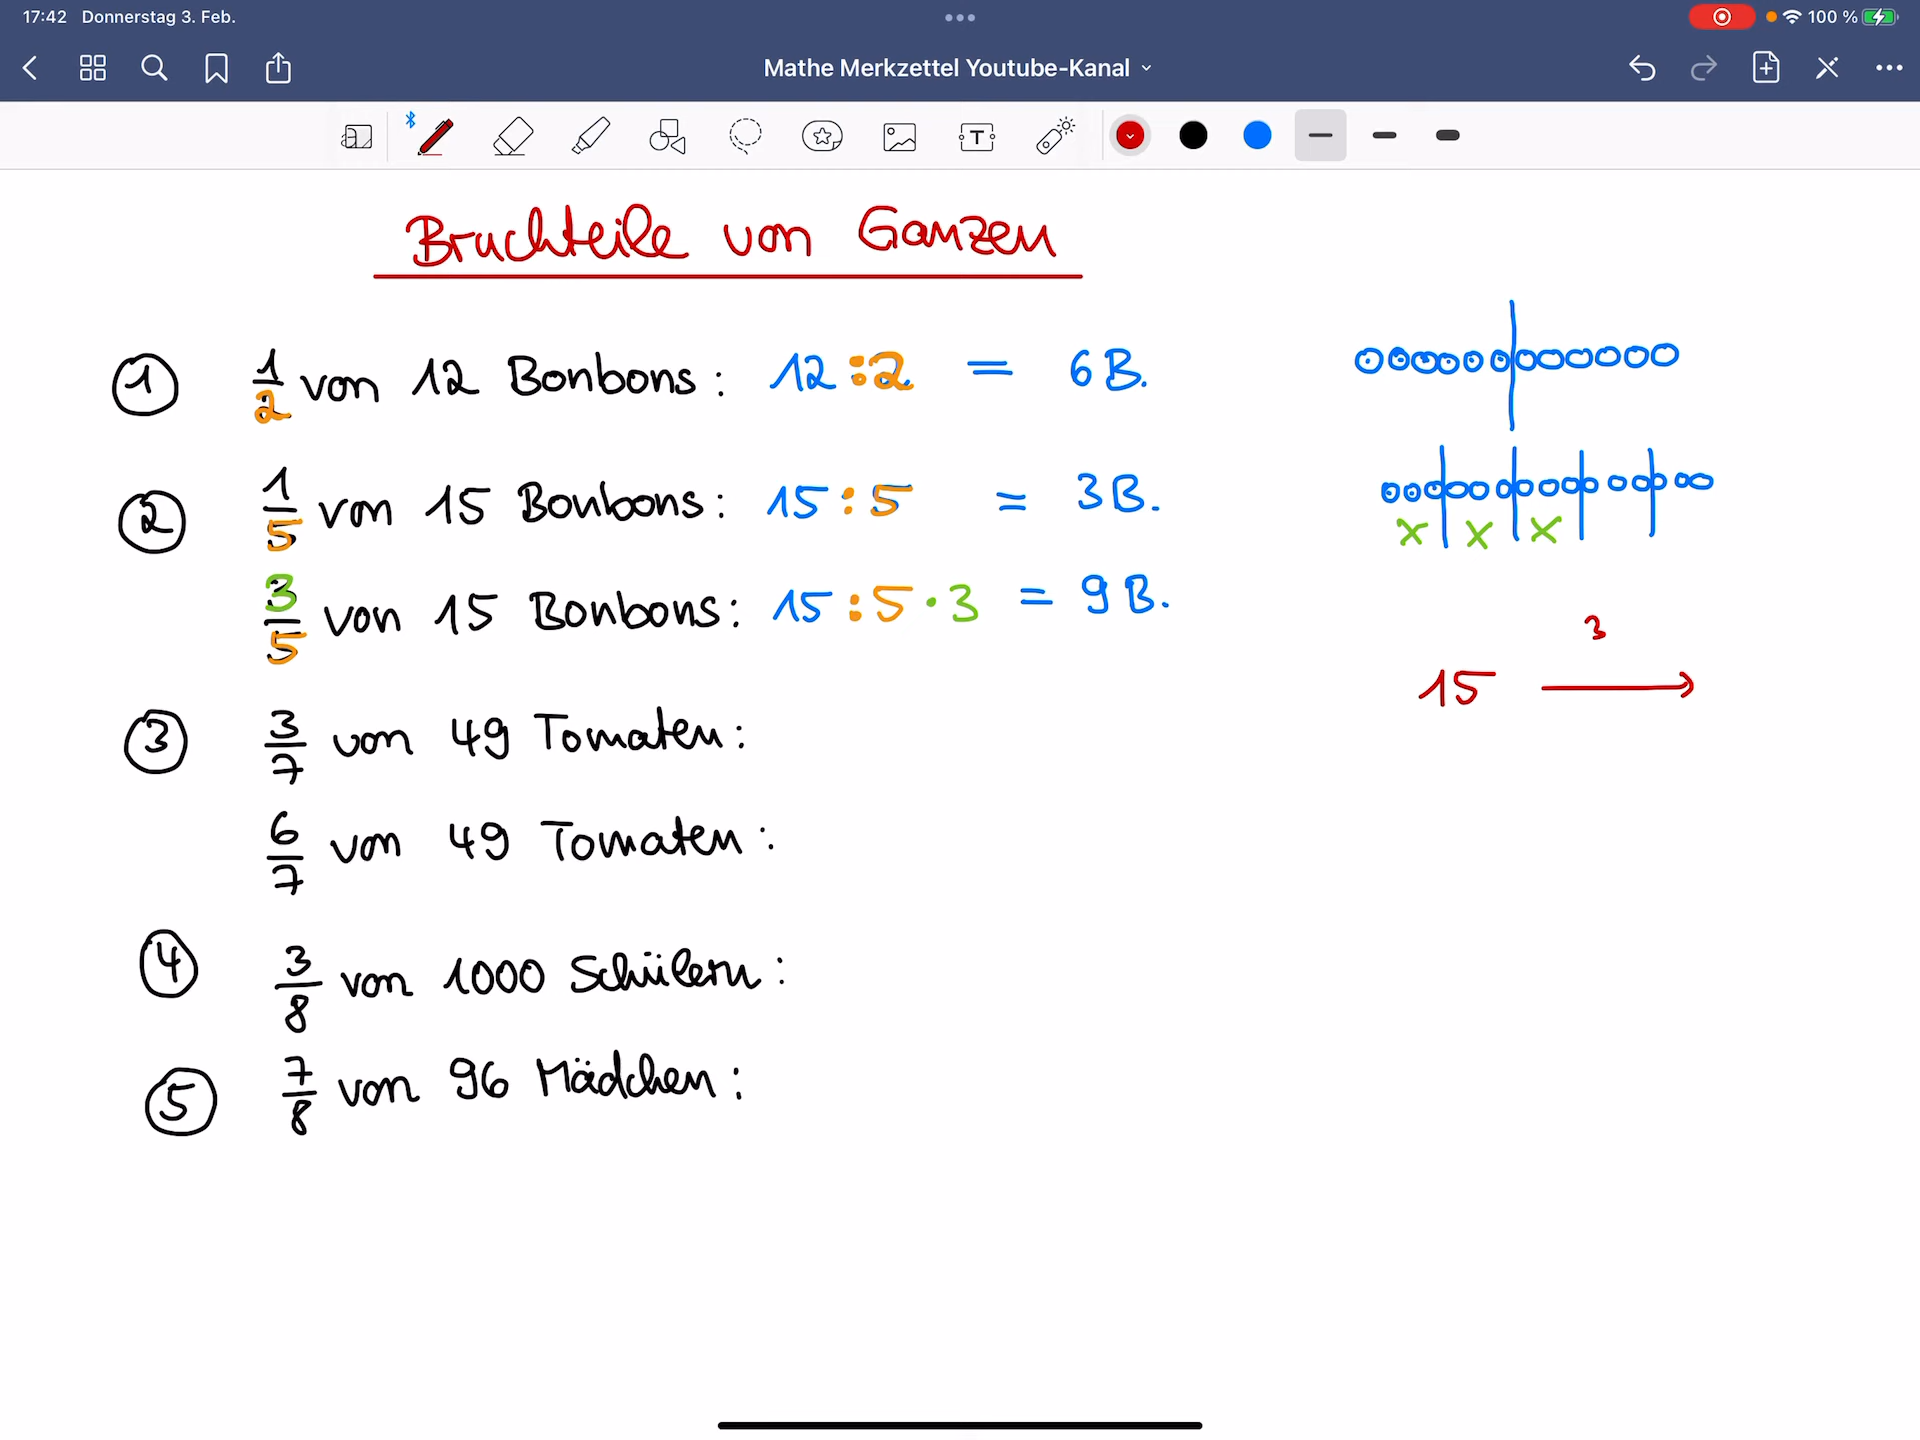 17:42 Donnerstag 3. Feb.
100 %
Mathe Merkzettel Youtube-Kanal
Bruchteile von Ganzen
① 1/2 von 12 Bonbons: 12 : 2 = 6 B.
② 1/5 von 15 Bonbons: 15 : 5 = 3 B.
3/5 von 15 Bonbons: 15 : 5 · 3 = 9 B.
3
15 →
③ 3/7 von 49 Tomaten:
6/7 von 49 Tomaten:
④ 3/8 von 1000 Schülern:
⑤ 7/8 von 96 Mädchen: